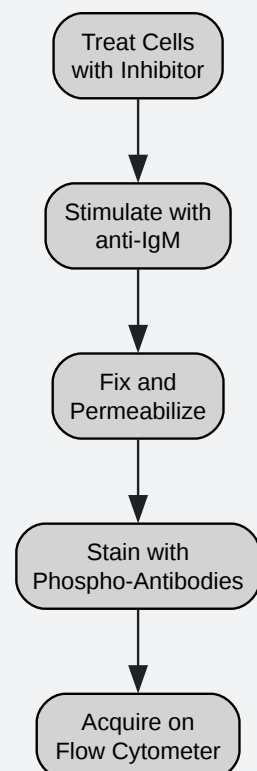 Treat Cells
with Inhibitor
Stimulate with
anti-IgM
Fix and
Permeabilize
Stain with
Phospho-Antibodies
Acquire on
Flow Cytometer